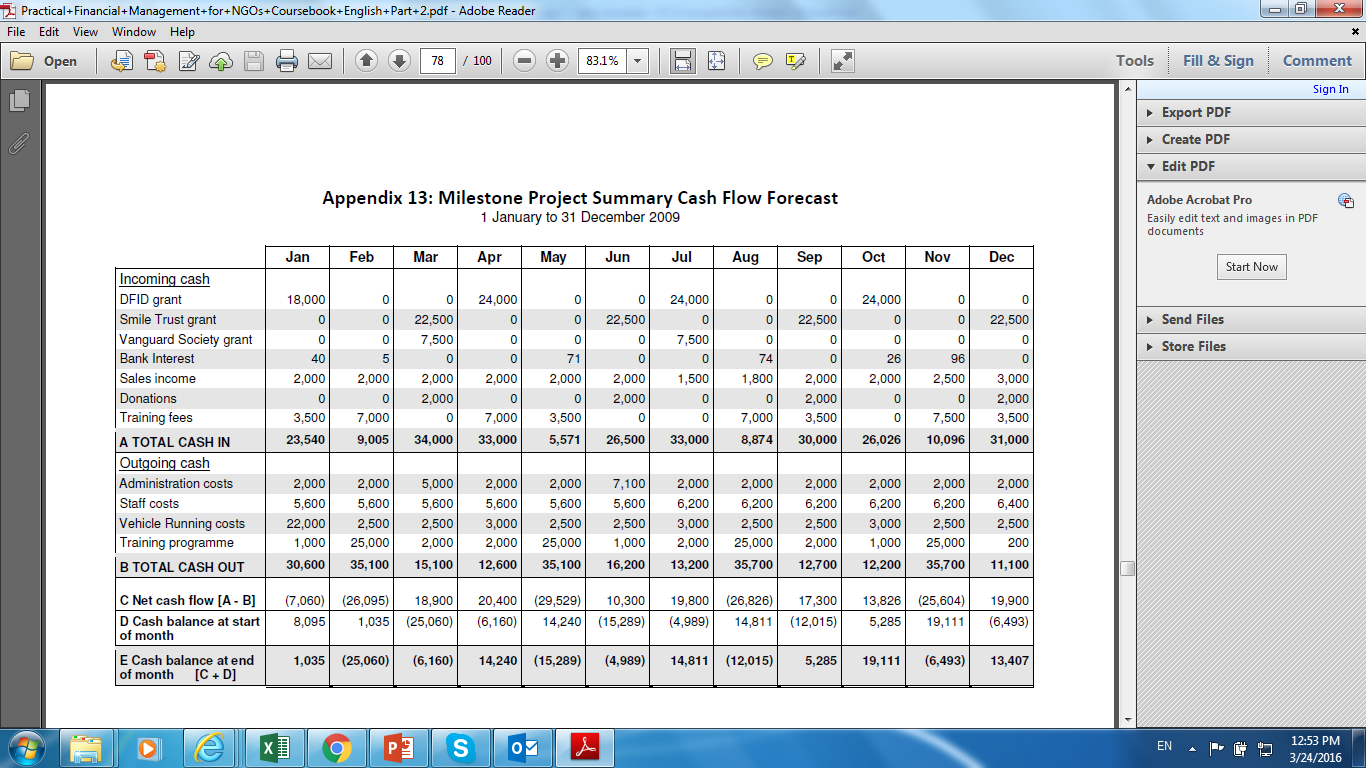 Practical+Financial+Management+for+NGOs+Coursebook+English+Part+2.pdf - Adobe Reader
File Edit View Window Help
Open 78 / 100 83.1% Tools Fill & Sign Comment
Sign In
Export PDF
Create PDF
Edit PDF
Adobe Acrobat Pro
Easily edit text and images in PDF
documents
Start Now
Send Files
Store Files
Appendix 13: Milestone Project Summary Cash Flow Forecast
1 January to 31 December 2009
Jan Feb Mar Apr May Jun Jul Aug Sep Oct Nov Dec
Incoming cash
DFID grant 18,000 0 0 24,000 0 0 24,000 0 0 24,000 0 0
Smile Trust grant 0 0 22,500 0 0 22,500 0 0 22,500 0 0 22,500
Vanguard Society grant 0 0 7,500 0 0 0 7,500 0 0 0 0 0
Bank Interest 40 5 0 0 71 0 0 74 0 26 96 0
Sales income 2,000 2,000 2,000 2,000 2,000 2,000 1,500 1,800 2,000 2,000 2,500 3,000
Donations 0 0 2,000 0 0 2,000 0 0 2,000 0 0 2,000
Training fees 3,500 7,000 0 7,000 3,500 0 0 7,000 3,500 0 7,500 3,500
A TOTAL CASH IN 23,540 9,005 34,000 33,000 5,571 26,500 33,000 8,874 30,000 26,026 10,096 31,000
Outgoing cash
Administration costs 2,000 2,000 5,000 2,000 2,000 7,100 2,000 2,000 2,000 2,000 2,000 2,000
Staff costs 5,600 5,600 5,600 5,600 5,600 5,600 6,200 6,200 6,200 6,200 6,200 6,400
Vehicle Running costs 22,000 2,500 2,500 3,000 2,500 2,500 3,000 2,500 2,500 3,000 2,500 2,500
Training programme 1,000 25,000 2,000 2,000 25,000 1,000 2,000 25,000 2,000 1,000 25,000 200
B TOTAL CASH OUT 30,600 35,100 15,100 12,600 35,100 16,200 13,200 35,700 12,700 12,200 35,700 11,100
C Net cash flow [A - B] (7,060) (26,095) 18,900 20,400 (29,529) 10,300 19,800 (26,826) 17,300 13,826 (25,604) 19,900
D Cash balance at start 8,095 1,035 (25,060) (6,160) 14,240 (15,289) (4,989) 14,811 (12,015) 5,285 19,111 (6,493)
of month
E Cash balance at end 1,035 (25,060) (6,160) 14,240 (15,289) (4,989) 14,811 (12,015) 5,285 19,111 (6,493) 13,407
of month [C + D]
EN
12:53 PM
3/24/2016